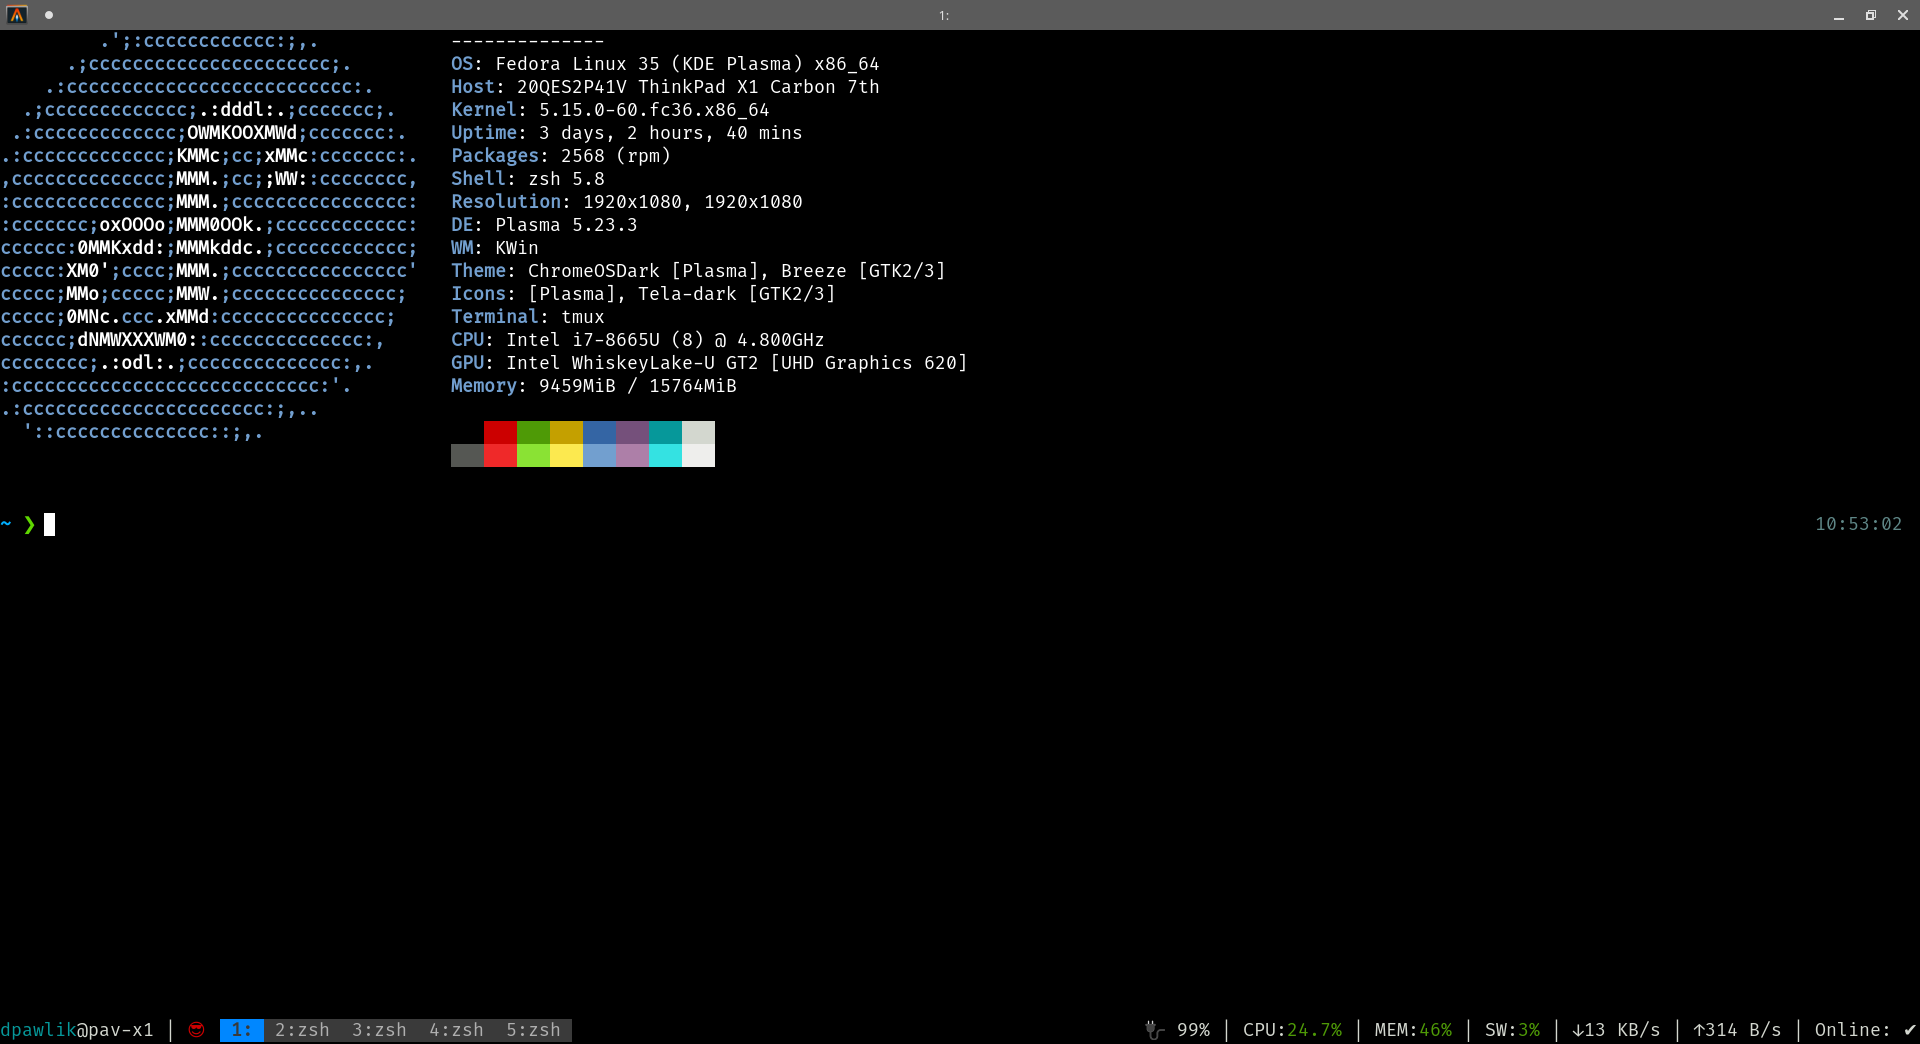 1:
.';:cccccccccccc:;,.    --------------
.;cccccccccccccccccccccc;.    OS: Fedora Linux 35 (KDE Plasma) x86_64
.:cccccccccccccccccccccccccc:.    Host: 20QES2P41V ThinkPad X1 Carbon 7th
.;ccccccccccccc;.:dddl:.;ccccccc;.    Kernel: 5.15.0-60.fc36.x86_64
.:ccccccccccccc;OWMKOOXMWd;ccccccc:.    Uptime: 3 days, 2 hours, 40 mins
.:ccccccccccccc;KMMc;cc;xMMc:ccccccc:.    Packages: 2568 (rpm)
,cccccccccccccc;MMM.;cc;;WW::cccccccc,    Shell: zsh 5.8
:cccccccccccccc;MMM.;cccccccccccccccc:    Resolution: 1920x1080, 1920x1080
:ccccccc;oxOOOo;MMM0OOk.;cccccccccccc:    DE: Plasma 5.23.3
cccccc:0MMKxdd:;MMMkddc.;cccccccccccc;    WM: KWin
ccccc:XM0';cccc;MMM.;cccccccccccccccc'    Theme: ChromeOSDark [Plasma], Breeze [GTK2/3]
ccccc;MMo;ccccc;MMW.;ccccccccccccccc;    Icons: [Plasma], Tela-dark [GTK2/3]
ccccc;0MNc.ccc.xMMd:ccccccccccccccc;    Terminal: tmux
cccccc;dNMWXXXWM0::cccccccccccccc:,    CPU: Intel i7-8665U (8) @ 4.800GHz
cccccccc;.:odl:.;cccccccccccccc:,.    GPU: Intel WhiskeyLake-U GT2 [UHD Graphics 620]
:cccccccccccccccccccccccccccc:'.    Memory: 9459MiB / 15764MiB
.:cccccccccccccccccccccc:;,..
'::cccccccccccccc::;,.
~ ❯    10:53:02
dpawlik@pav-x1 | 1: 2:zsh 3:zsh 4:zsh 5:zsh    99% | CPU:24.7% | MEM:46% | SW:3% | ↓13 KB/s | ↑314 B/s | Online: ✔